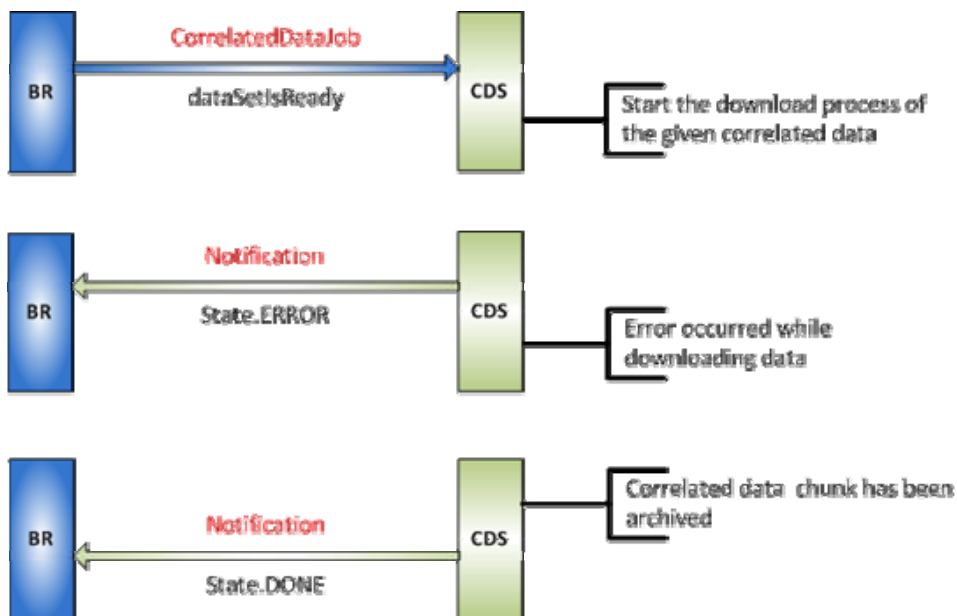 CorrelatedDataJob
BR
CDS
dataSetIsReady
Start the download process of
the given correlated data
Notification
BR
CDS
State.ERROR
Error occurred while
downloading data
Correlated data chunk has been
archived
Notification
BR
CDS
State.DONE